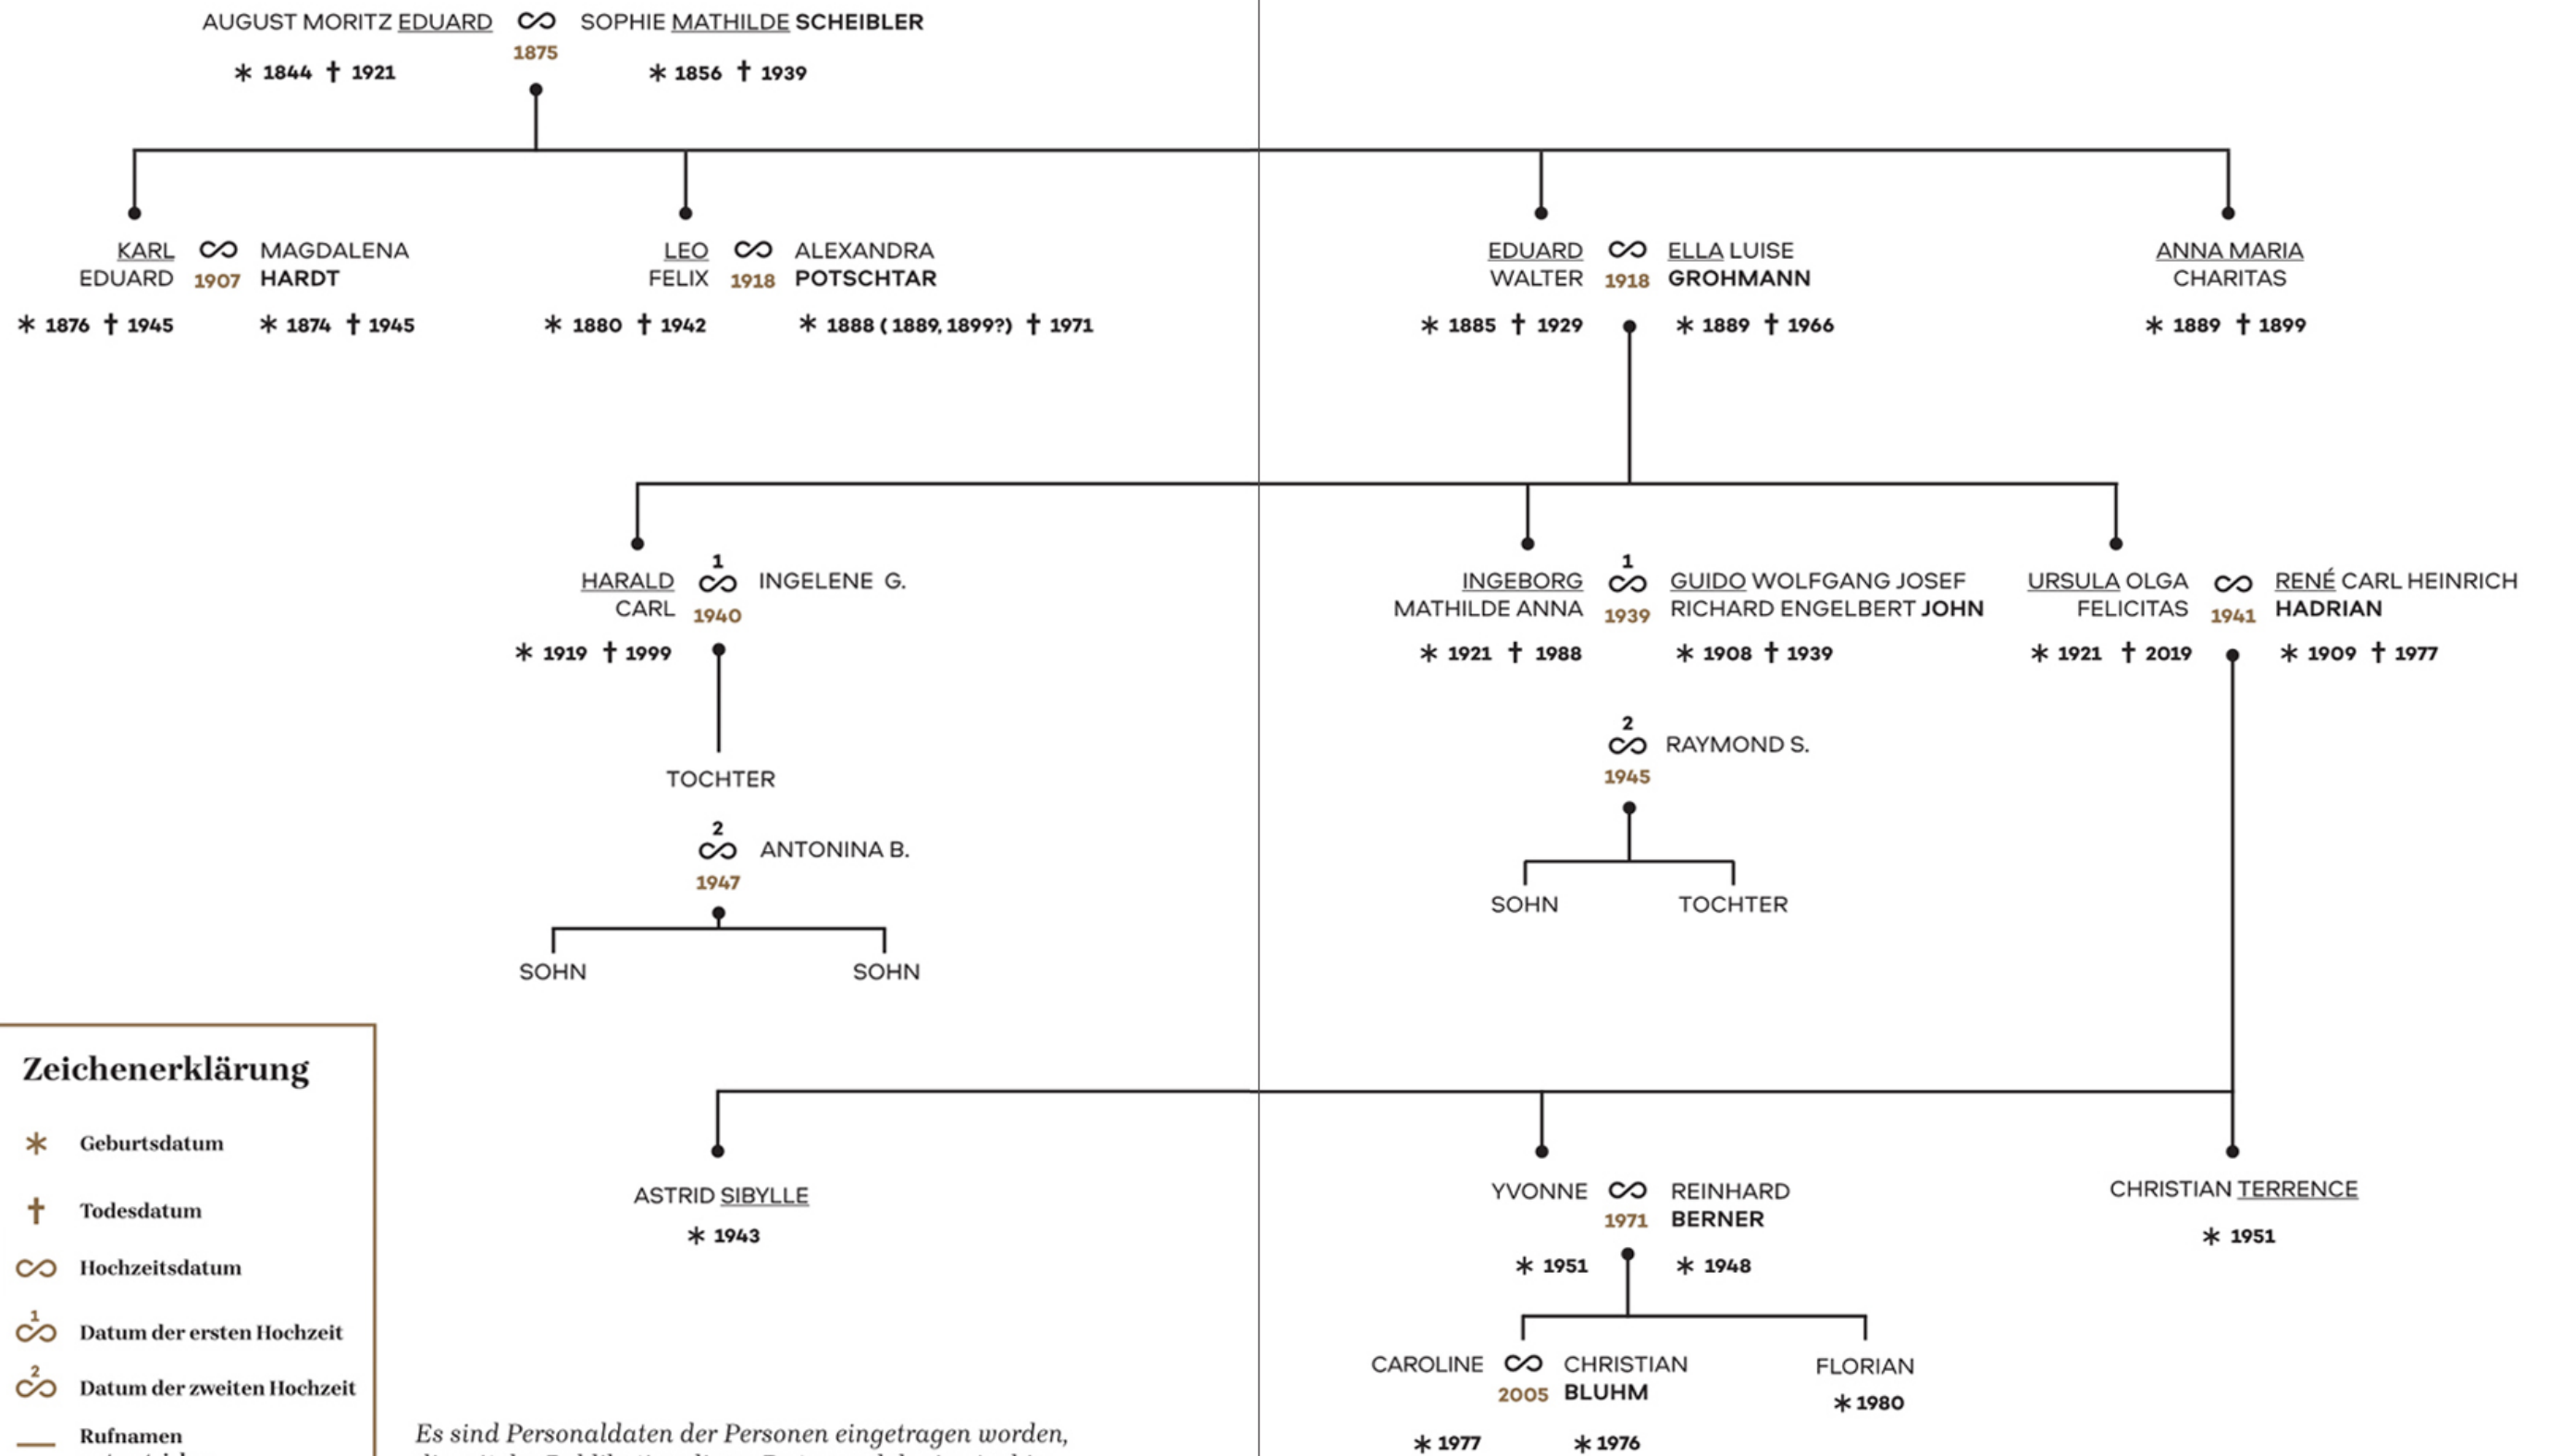 AUGUST MORITZ EDUARD ∞ SOPHIE MATHILDE SCHEIBLER
1875
* 1844 † 1921 * 1856 † 1939
KARL ∞ MAGDALENA
EDUARD 1907 HARDT
* 1876 † 1945 * 1874 † 1945
LEO ∞ ALEXANDRA
FELIX 1918 POTSCHTAR
* 1880 † 1942 * 1888 ( 1889, 1899?) † 1971
EDUARD ∞ ELLA LUISE
WALTER 1918 GROHMANN
* 1885 † 1929 * 1889 † 1966
ANNA MARIA
CHARITAS
* 1889 † 1899
1
HARALD ∞ INGELENE G.
CARL 1940
* 1919 † 1999
TOCHTER
2
∞ ANTONINA B.
1947
SOHN SOHN
1
INGEBORG ∞ GUIDO WOLFGANG JOSEF
MATHILDE ANNA 1939 RICHARD ENGELBERT JOHN
* 1921 † 1988 * 1908 † 1939
2
∞ RAYMOND S.
1945
SOHN TOCHTER
URSULA OLGA ∞ RENÉ CARL HEINRICH
FELICITAS 1941 HADRIAN
* 1921 † 2019 * 1909 † 1977
ASTRID SIBYLLE
* 1943
YVONNE ∞ REINHARD
1971 BERNER
* 1951 * 1948
CHRISTIAN TERRENCE
* 1951
CAROLINE ∞ CHRISTIAN
2005 BLUHM
* 1977 * 1976
FLORIAN
* 1980
Zeichenerklärung
* Geburtsdatum
† Todesdatum
∞ Hochzeitsdatum
1
∞ Datum der ersten Hochzeit
2
∞ Datum der zweiten Hochzeit
Rufnamen
Es sind Personaldaten der Personen eingetragen worden,